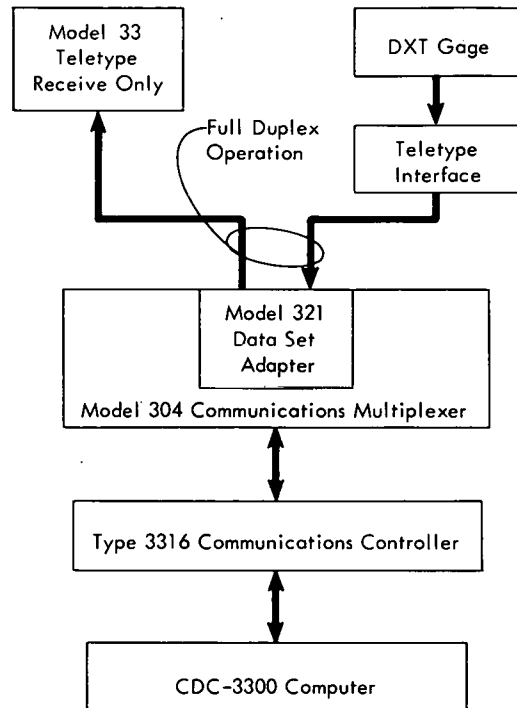 Model 33
Teletype
Receive Only
DXT Gage
Full Duplex
Operation
Teletype
Interface
Model 321
Data Set
Adapter
Model 304 Communications Multiplexer
Type 3316 Communications Controller
CDC-3300 Computer